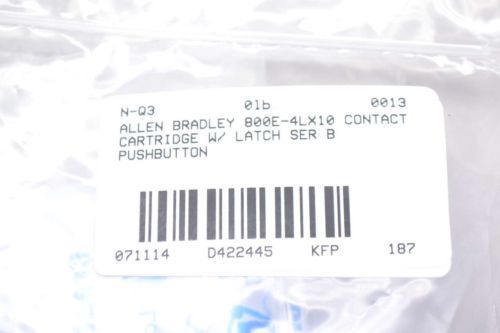 N-Q3 01b 0013
ALLEN BRADLEY 800E-4LX10 CONTACT
CARTRIDGE W/ LATCH SER B
PUSHBUTTON
071114 D422445 KFP 187